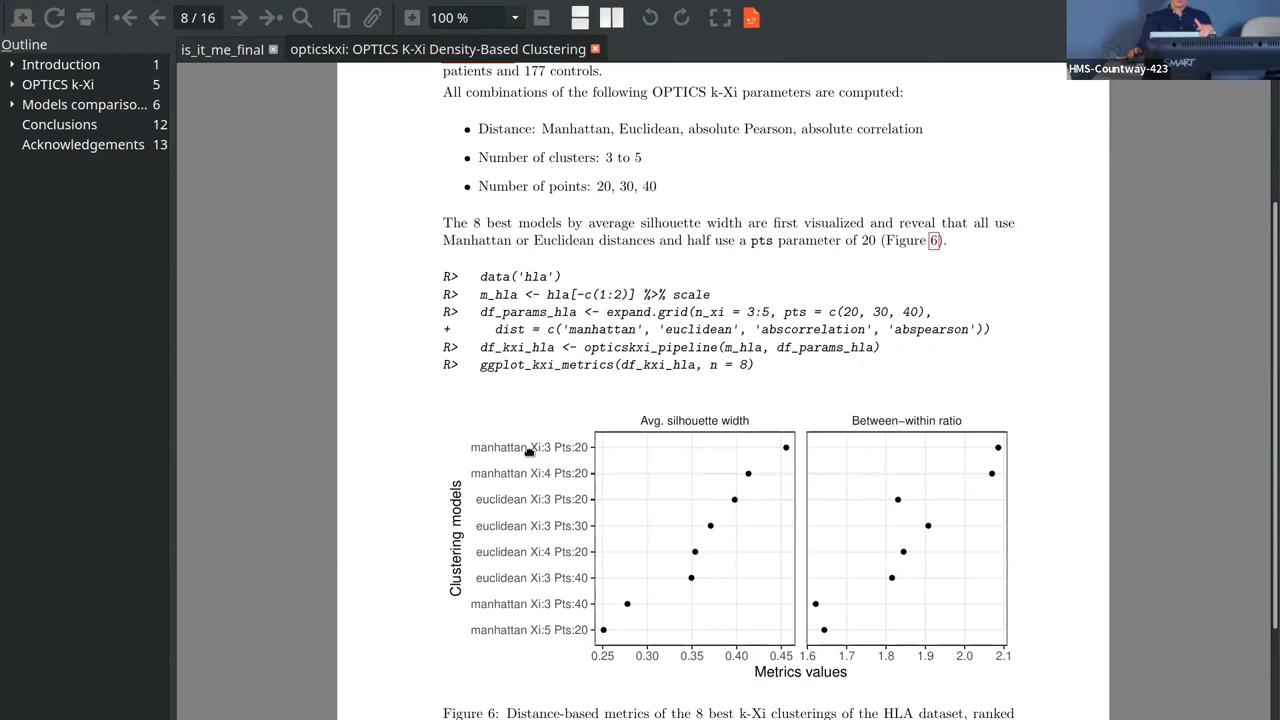 8 / 16
100 %
Outline
is_it_me_final
opticskxi: OPTICS K-Xi Density-Based Clustering
HMS-Countway-423
SMART
Introduction 1
OPTICS k-Xi 5
Models compariso... 6
Conclusions 12
Acknowledgements 13
patients and 177 controls.
All combinations of the following OPTICS k-Xi parameters are computed:
• Distance: Manhattan, Euclidean, absolute Pearson, absolute correlation
• Number of clusters: 3 to 5
• Number of points: 20, 30, 40
The 8 best models by average silhouette width are first visualized and reveal that all use
Manhattan or Euclidean distances and half use a pts parameter of 20 (Figure 6).
R> data('hla')
R> m_hla <- hla[-c(1:2)] %>% scale
R> df_params_hla <- expand.grid(n_xi = 3:5, pts = c(20, 30, 40),
+ dist = c('manhattan', 'euclidean', 'abscorrelation', 'abspearson'))
R> df_kxi_hla <- opticskxi_pipeline(m_hla, df_params_hla)
R> ggplot_kxi_metrics(df_kxi_hla, n = 8)
Avg. silhouette width
Between-within ratio
Clustering models
manhattan Xi:3 Pts:20
manhattan Xi:4 Pts:20
euclidean Xi:3 Pts:20
euclidean Xi:3 Pts:30
euclidean Xi:4 Pts:20
euclidean Xi:3 Pts:40
manhattan Xi:3 Pts:40
manhattan Xi:5 Pts:20
0.25 0.30 0.35 0.40 0.45 1.6 1.7 1.8 1.9 2.0 2.1
Metrics values
Figure 6: Distance-based metrics of the 8 best k-Xi clusterings of the HLA dataset, ranked